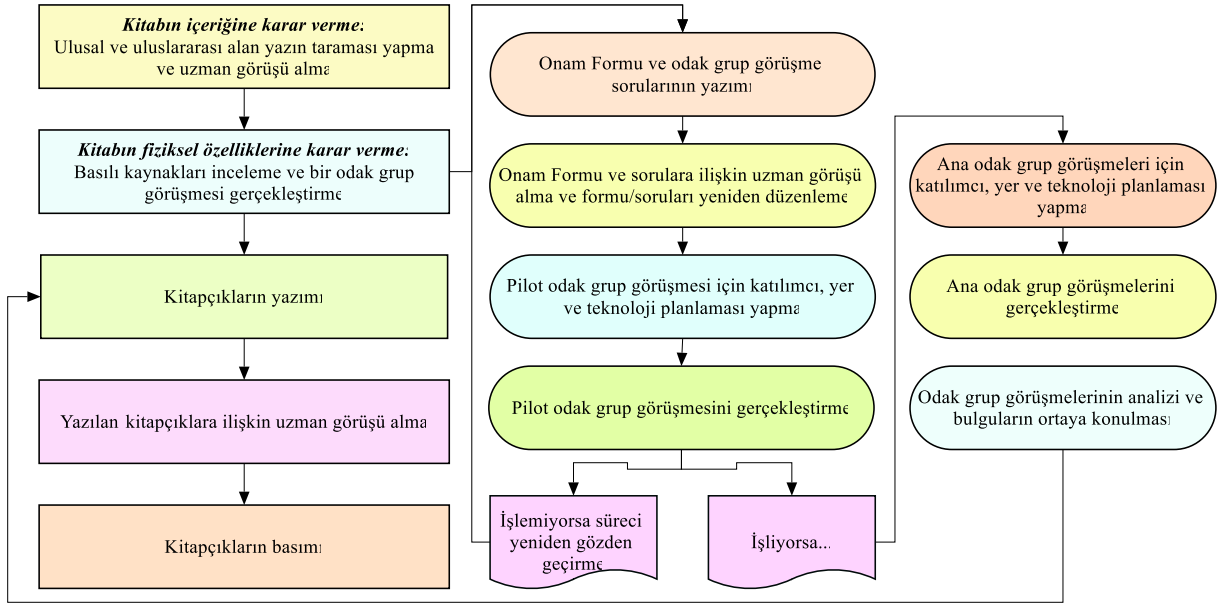 Kitabın içeriğine karar verme:
Ulusal ve uluslararası alan yazın taraması yapma
ve uzman görüşü alma
Kitabın fiziksel özelliklerine karar verme:
Basılı kaynakları inceleme ve bir odak grup
görüşmesi gerçekleştirme
Kitapçıkların yazımı
Yazılan kitapçıklara ilişkin uzman görüşü alma
Kitapçıkların basımı
Onam Formu ve odak grup görüşme
sorularının yazımı
Onam Formu ve sorulara ilişkin uzman görüşü
alma ve formu/soruları yeniden düzenleme
Pilot odak grup görüşmesi için katılımcı, yer
ve teknoloji planlaması yapma
Pilot odak grup görüşmesini gerçekleştirme
İşlemiyorsa süreci
yeniden gözden
geçirme
İşliyorsa...
Ana odak grup görüşmeleri için
katılımcı, yer ve teknoloji planlaması
yapma
Ana odak grup görüşmelerini
gerçekleştirme
Odak grup görüşmelerinin analizi ve
bulguların ortaya konulması